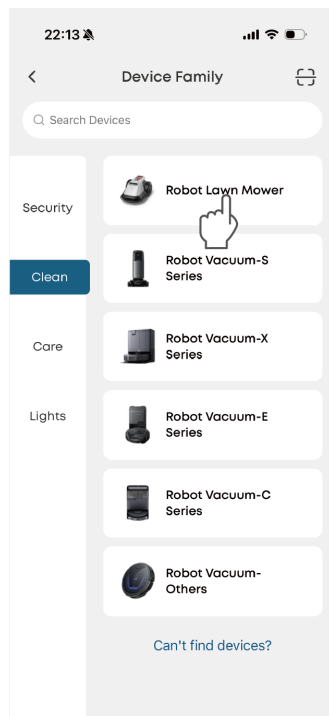 22:13
Device Family
Search Devices
Security
Clean
Care
Lights
Robot Lawn Mower
Robot Vacuum-S
Series
Robot Vacuum-X
Series
Robot Vacuum-E
Series
Robot Vacuum-C
Series
Robot Vacuum-
Others
Can't find devices?